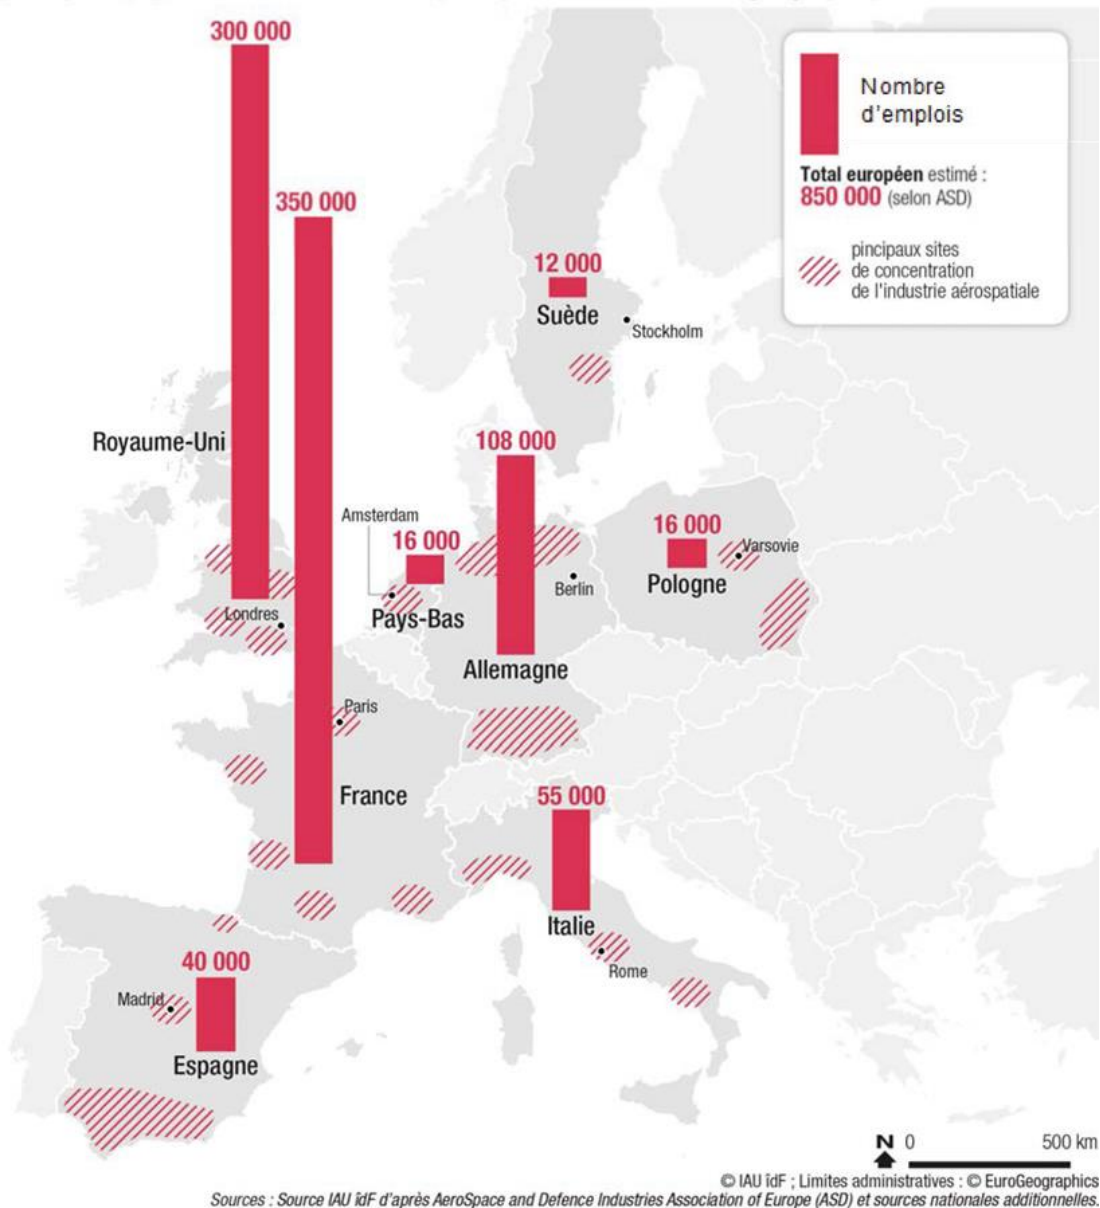 300 000
Nombre
d'emplois
Total européen estimé :
850 000 (selon ASD)
pincipaux sites
de concentration
de l'industrie aérospatiale
350 000
12 000
Suède
Stockholm
Royaume-Uni
108 000
Amsterdam
16 000
16 000
Varsovie
Berlin
Pologne
Londres
Pays-Bas
Allemagne
Paris
France
55 000
Italie
Rome
40 000
Madrid
Espagne
N 0 500 km
© IAU îdF ; Limites administratives : © EuroGeographics
Sources : Source IAU îdF d'après AeroSpace and Defence Industries Association of Europe (ASD) et sources nationales additionnelles.